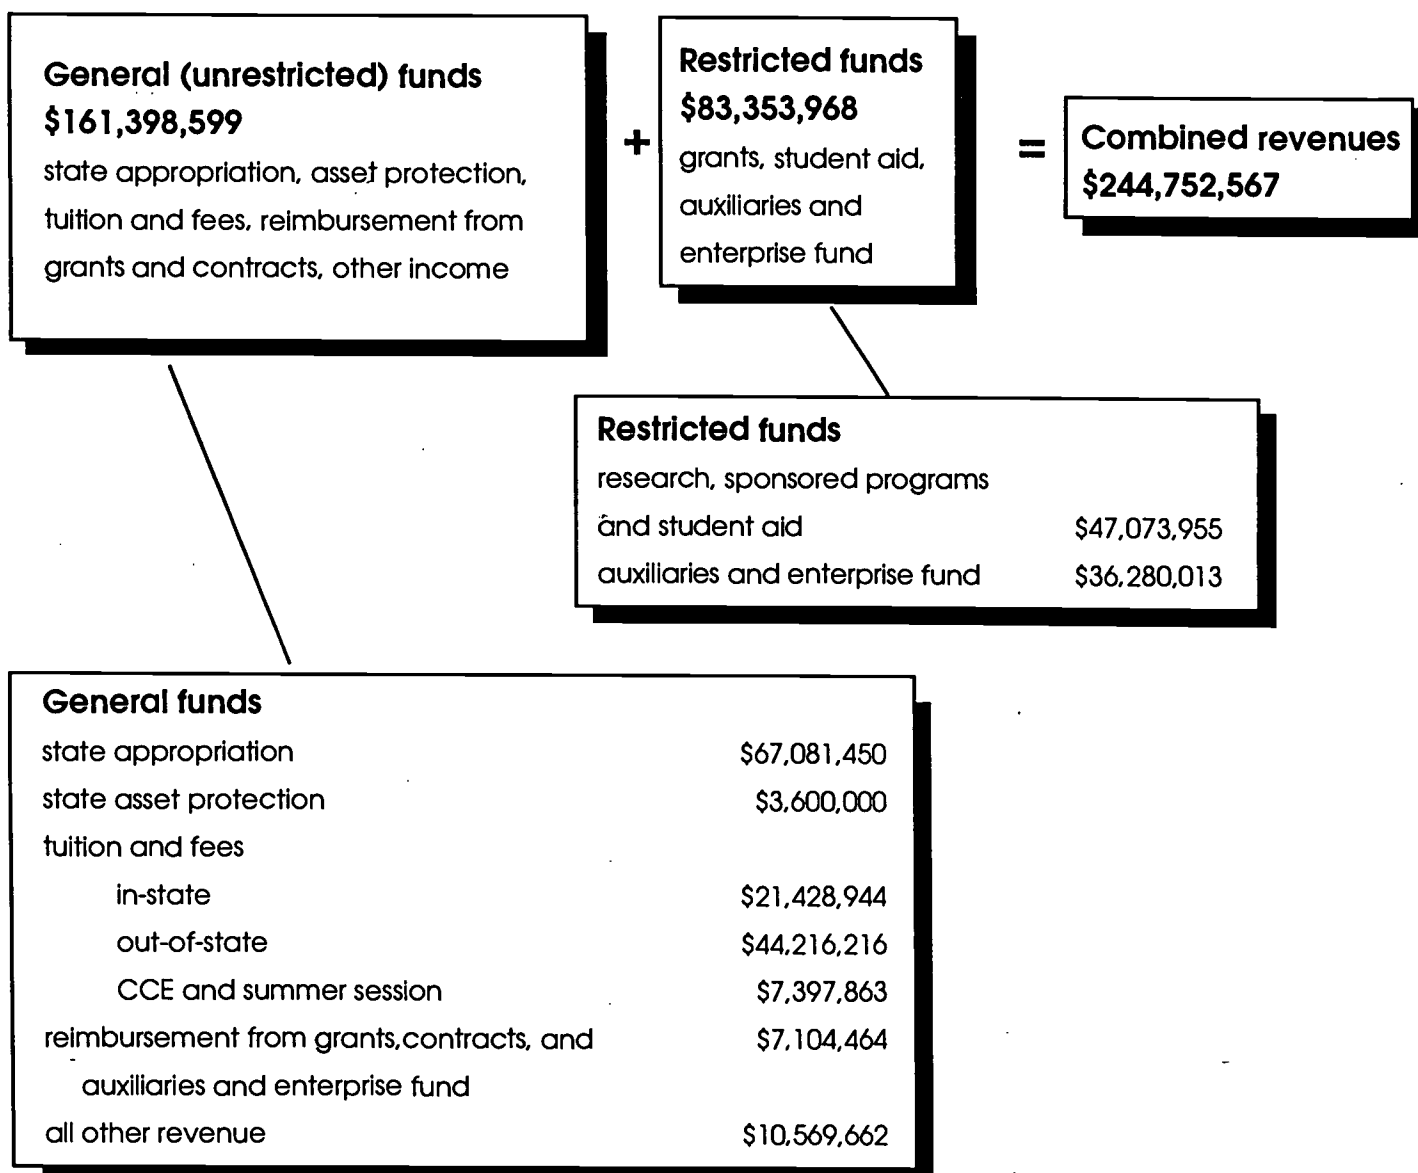 General (unrestricted) funds
$161,398,599
state appropriation, asset protection,
tuition and fees, reimbursement from
grants and contracts, other income
+
Restricted funds
$83,353,968
grants, student aid,
auxiliaries and
enterprise fund
=
Combined revenues
$244,752,567
Restricted funds
research, sponsored programs
and student aid $47,073,955
auxiliaries and enterprise fund $36,280,013
General funds
state appropriation $67,081,450
state asset protection $3,600,000
tuition and fees
in-state $21,428,944
out-of-state $44,216,216
CCE and summer session $7,397,863
reimbursement from grants,contracts, and $7,104,464
auxiliaries and enterprise fund
all other revenue $10,569,662